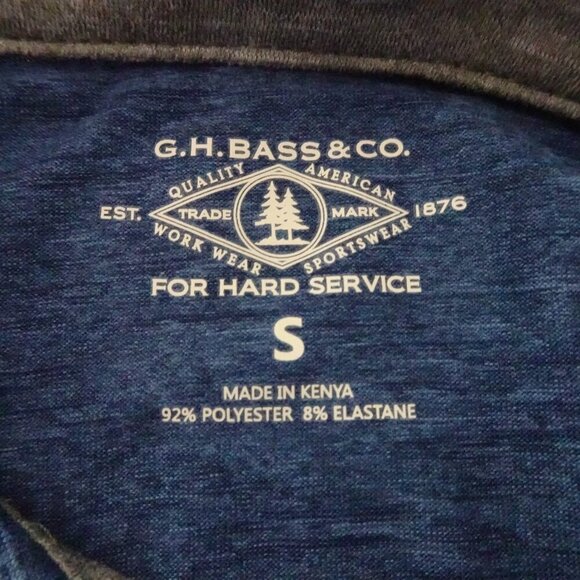 G.H. BASS & CO.
QUALITY AMERICAN
EST. TRADE MARK 1876
WORK WEAR SPORTSWEAR
FOR HARD SERVICE
S
MADE IN KENYA
92% POLYESTER 8% ELASTANE